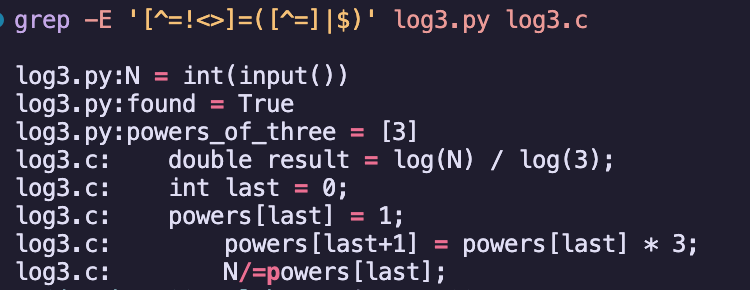 grep -E '[^=!<>]=([^=]|$)' log3.py log3.c
log3.py:N = int(input())
log3.py:found = True
log3.py:powers_of_three = [3]
log3.c:    double result = log(N) / log(3);
log3.c:    int last = 0;
log3.c:    powers[last] = 1;
log3.c:        powers[last+1] = powers[last] * 3;
log3.c:        N/=powers[last];